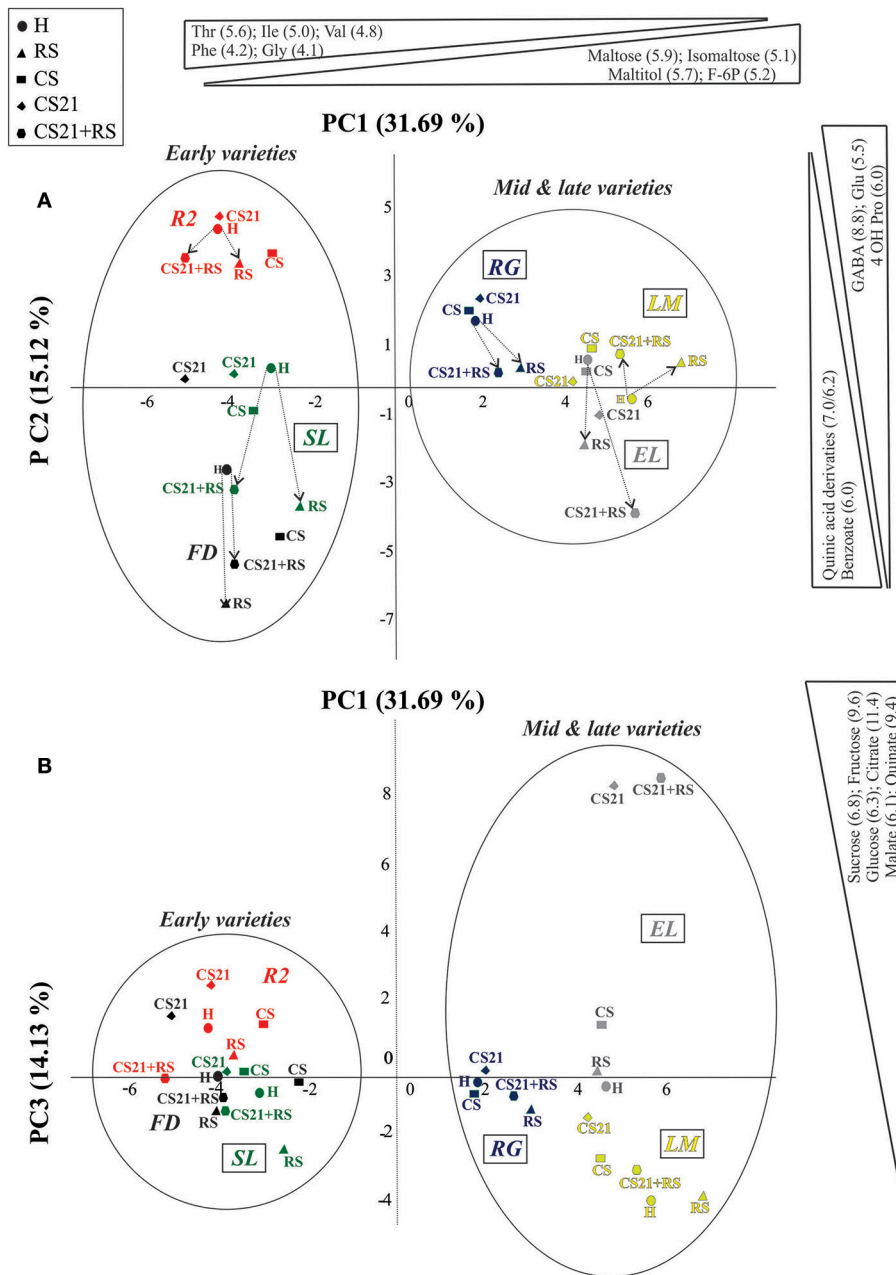 H
RS
CS
CS21
CS21+RS
Thr (5.6); Ile (5.0); Val (4.8)
Phe (4.2); Gly (4.1)
Maltose (5.9); Isomaltose (5.1)
Maltitol (5.7); F-6P (5.2)
PC1 (31.69 %)
Early varieties
Mid & late varieties
A
P C2 (15.12 %)
5
3
1
-1
-3
-5
-7
-6
-4
-2
0
2
4
6
R2
CS21
H
CS21+RS
RS
CS
CS21
CS21
H
CS
SL
H
CS21+RS
RS
CS
FD
CS21+RS
RS
RG
CS
CS21
H
CS21+RS
RS
LM
CS
CS21+RS
H
CS
RS
CS21
H
CS21
RS
EL
CS21+RS
GABA (8.8); Glu (5.5)
4 OH Pro (6.0)
Quinic acid derivaties (7.0/6.2)
Benzoate (6.0)
PC1 (31.69 %)
Mid & late varieties
B
PC3 (14.13 %)
8
6
4
2
0
-2
-4
-6
-4
-2
0
2
4
6
Early varieties
CS21
R2
CS21
H
CS
RS
CS21+RS
CS21
CS
CS
H
H
CS21+RS
CS21+RS
RS
FD
SL
RS
CS21
CS21+RS
EL
CS
RS
H
CS21
H
CS21+RS
CS
RS
RG
CS21
LM
CS
CS21+RS
H
RS
Sucrose (6.8); Fructose (9.6)
Glucose (6.3); Citrate (11.4)
Malate (6.1); Quinate (9.4)